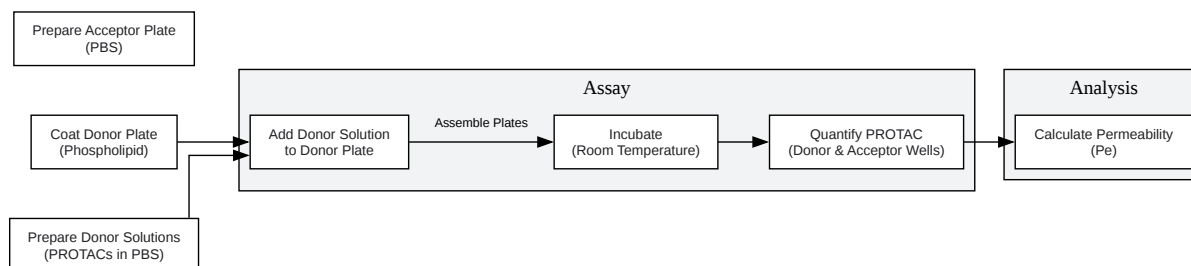 Prepare Acceptor Plate
(PBS)
Assay
Analysis
Coat Donor Plate
(Phospholipid)
Add Donor Solution
to Donor Plate
Assemble Plates
Incubate
(Room Temperature)
Quantify PROTAC
(Donor & Acceptor Wells)
Calculate Permeability
(Pe)
Prepare Donor Solutions
(PROTACs in PBS)